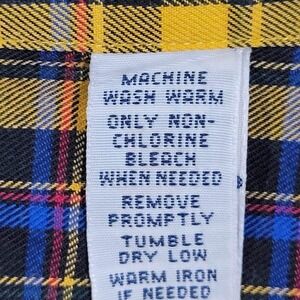 MACHINE
WASH WARM
ONLY NON-
CHLORINE
BLEACH
WHEN NEEDED
REMOVE
PROMPTLY
TUMBLE
DRY LOW
WARM IRON
IF NEEDED